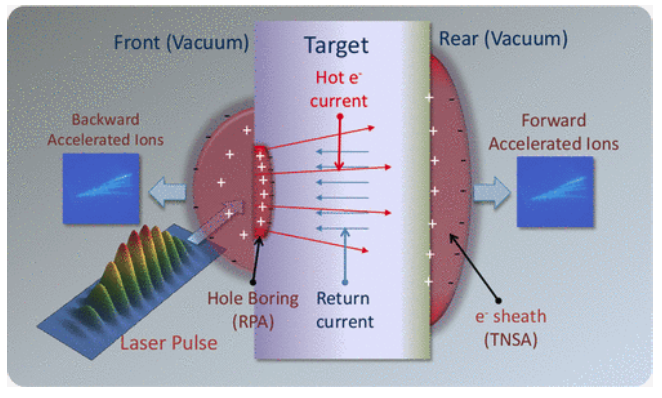 Front (Vacuum)
Target
Rear (Vacuum)
Hot e⁻
current
Backward
Accelerated Ions
Forward
Accelerated Ions
Hole Boring
(RPA)
Return
current
e⁻ sheath
(TNSA)
Laser Pulse